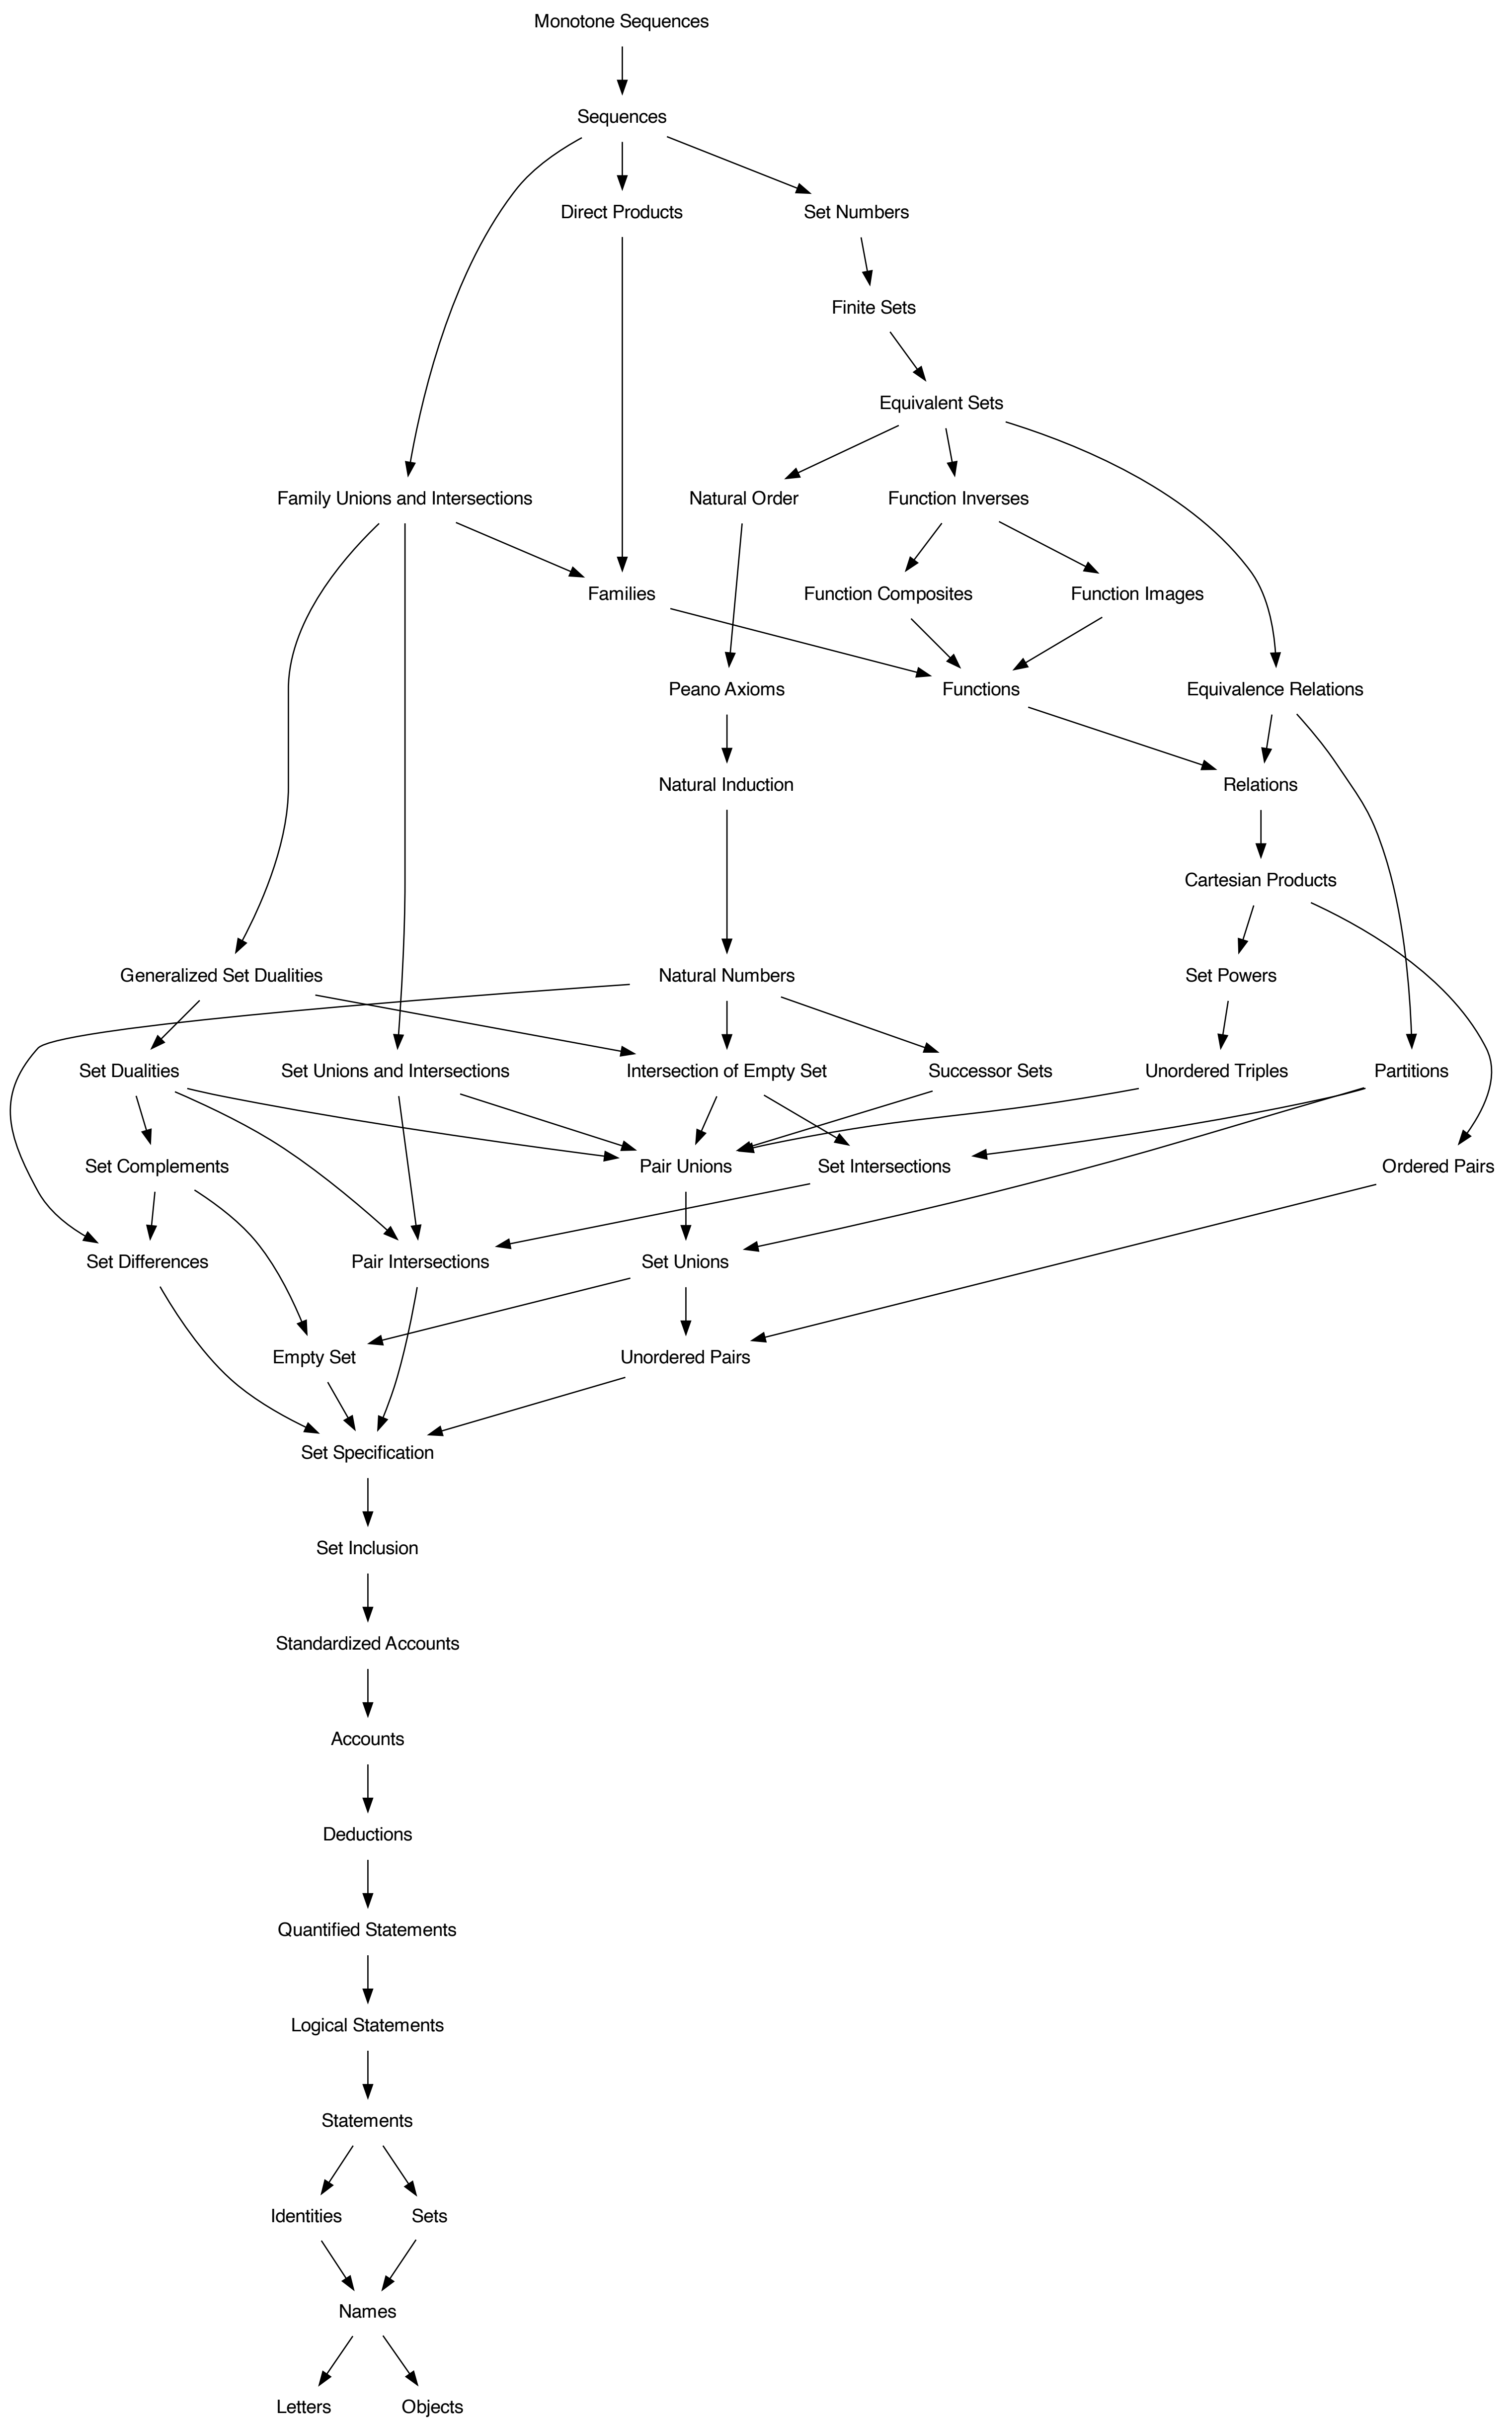 Monotone Sequences
Sequences
Direct Products
Set Numbers
Finite Sets
Equivalent Sets
Family Unions and Intersections
Natural Order
Function Inverses
Families
Function Composites
Function Images
Peano Axioms
Functions
Equivalence Relations
Natural Induction
Relations
Cartesian Products
Generalized Set Dualities
Natural Numbers
Set Powers
Set Dualities
Set Unions and Intersections
Intersection of Empty Set
Successor Sets
Unordered Triples
Partitions
Set Complements
Pair Unions
Set Intersections
Ordered Pairs
Set Differences
Pair Intersections
Set Unions
Empty Set
Unordered Pairs
Set Specification
Set Inclusion
Standardized Accounts
Accounts
Deductions
Quantified Statements
Logical Statements
Statements
Identities
Sets
Names
Letters
Objects